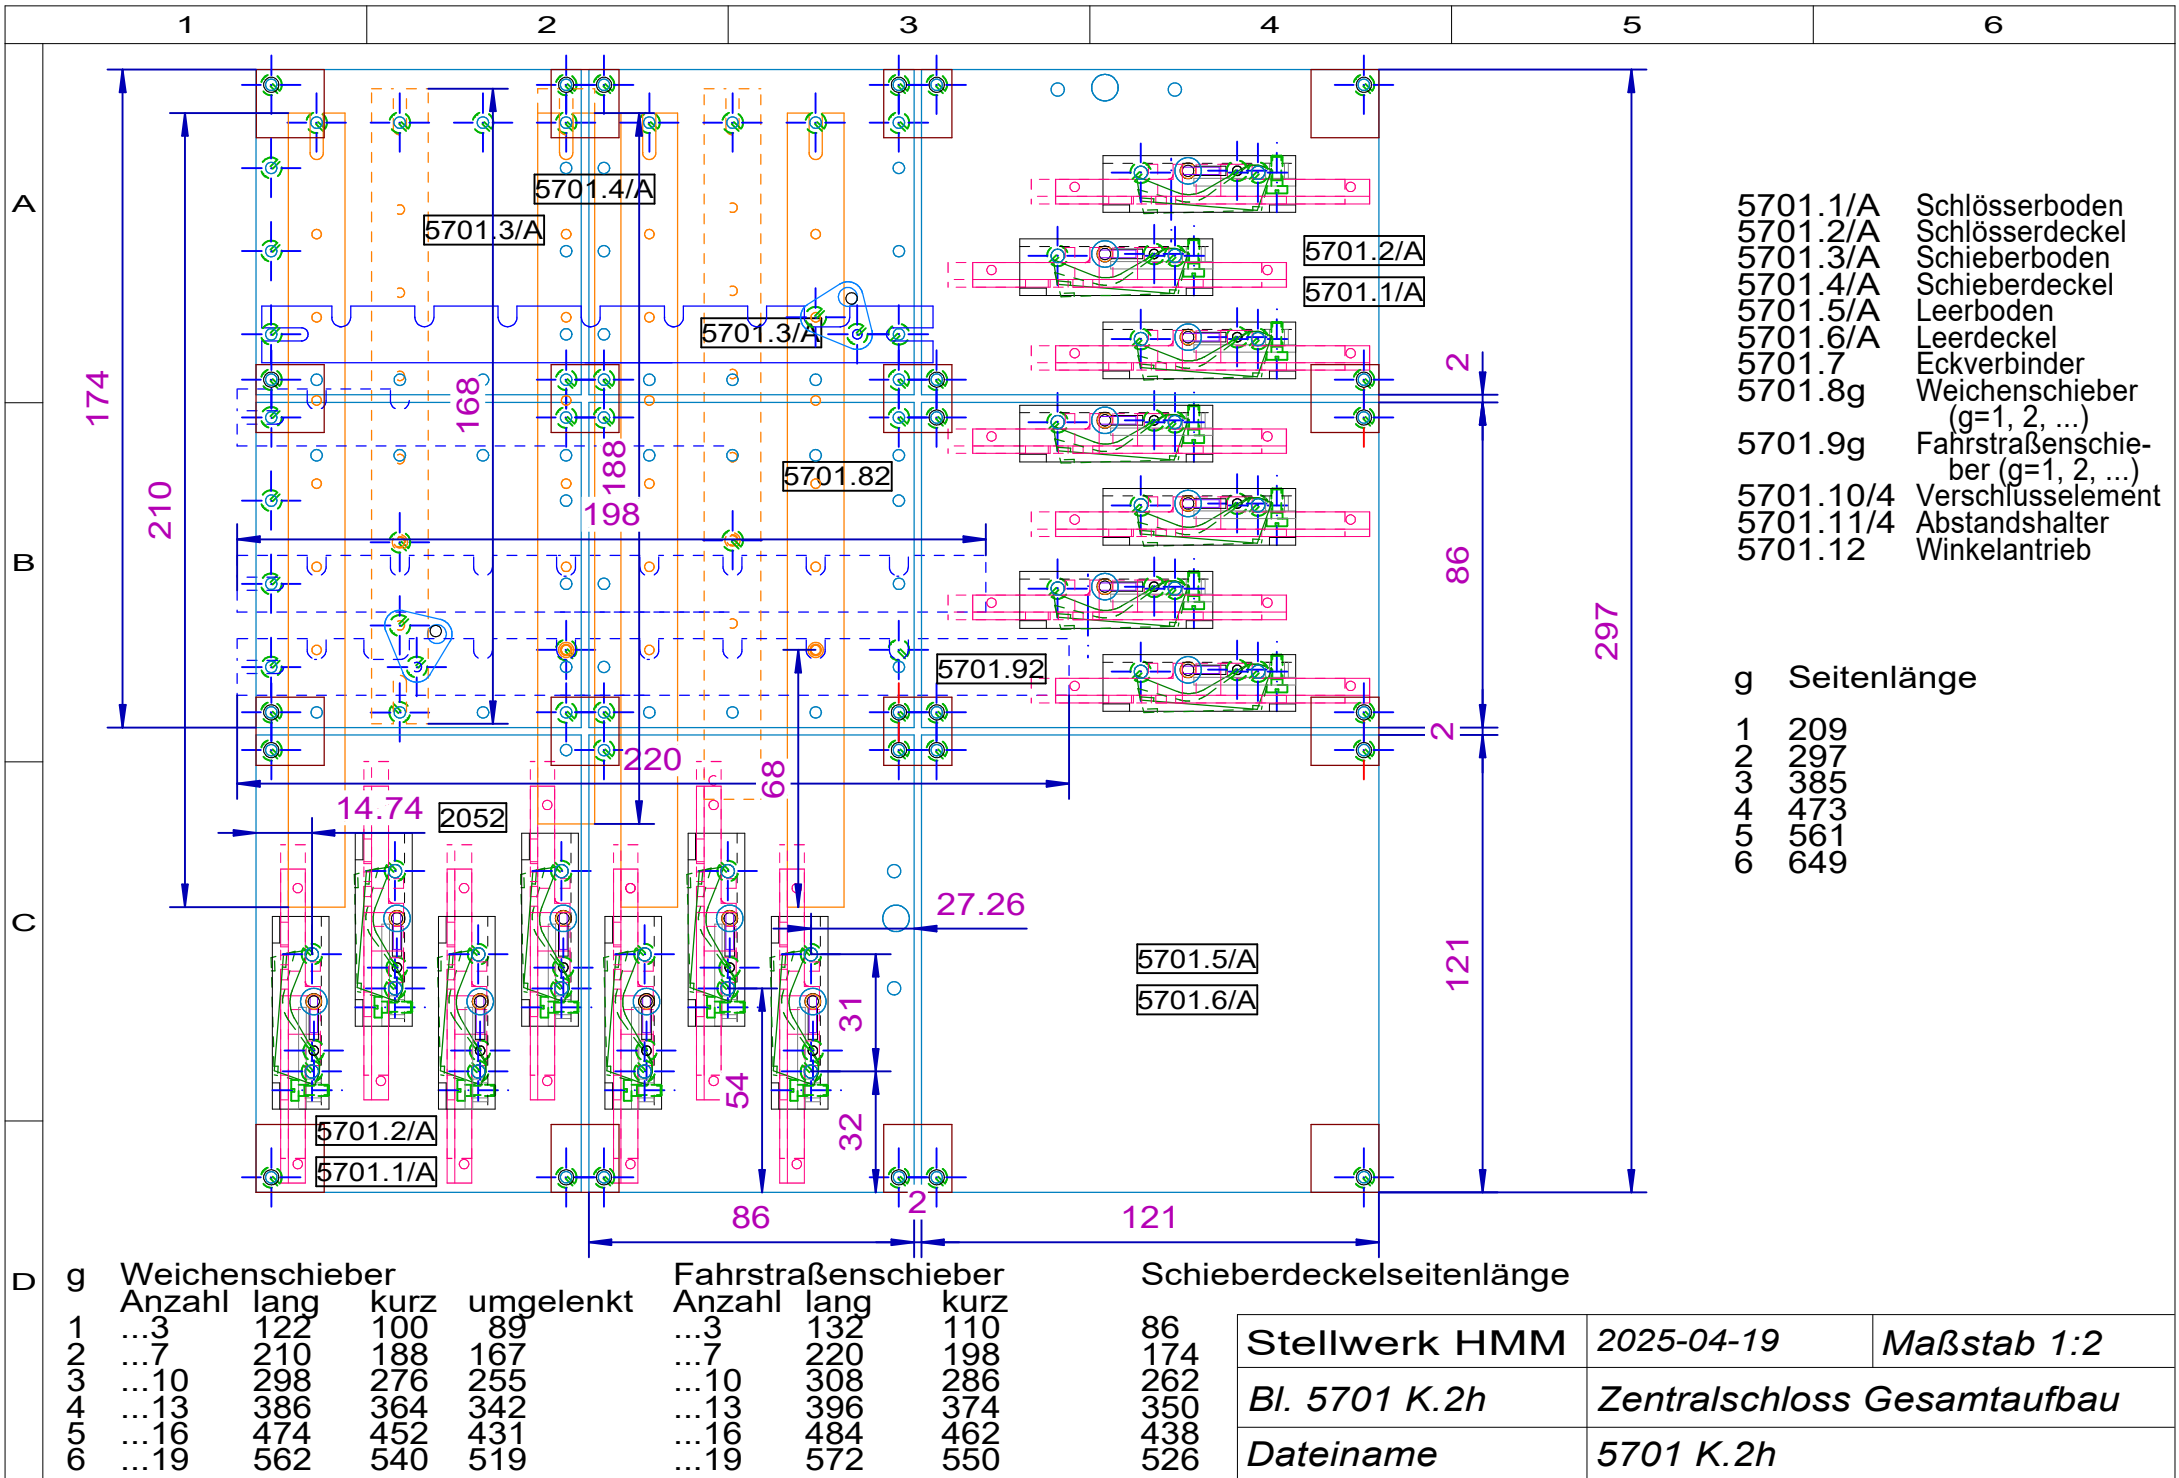 1 2 3 4 5 6
A
B
C
D
5701.4/A
5701.3/A
5701.2/A
5701.1/A
5701.3/A
174
168
2
210
188
5701.82
198
86
297
5701.92
2
220
68
14.74
2052
27.26
5701.5/A
5701.6/A
121
31
54
32
5701.2/A
5701.1/A
86
2
121
5701.1/A Schlösserboden
5701.2/A Schlösserdeckel
5701.3/A Schieberboden
5701.4/A Schieberdeckel
5701.5/A Leerboden
5701.6/A Leerdeckel
5701.7 Eckverbinder
5701.8g Weichenschieber
(g=1, 2, ...)
5701.9g Fahrstraßenschie-
ber (g=1, 2, ...)
5701.10/4 Verschlusselement
5701.11/4 Abstandshalter
5701.12 Winkelantrieb
g Seitenlänge
1 209
2 297
3 385
4 473
5 561
6 649
g Weichenschieber Fahrstraßenschieber Schieberdeckelseitenlänge
Anzahl lang kurz umgelenkt Anzahl lang kurz
1 ...3 122 100 89 ...3 132 110 86
2 ...7 210 188 167 ...7 220 198 174
3 ...10 298 276 255 ...10 308 286 262
4 ...13 386 364 342 ...13 396 374 350
5 ...16 474 452 431 ...16 484 462 438
6 ...19 562 540 519 ...19 572 550 526
Stellwerk HMM 2025-04-19 Maßstab 1:2
Bl. 5701 K.2h Zentralschloss Gesamtaufbau
Dateiname 5701 K.2h